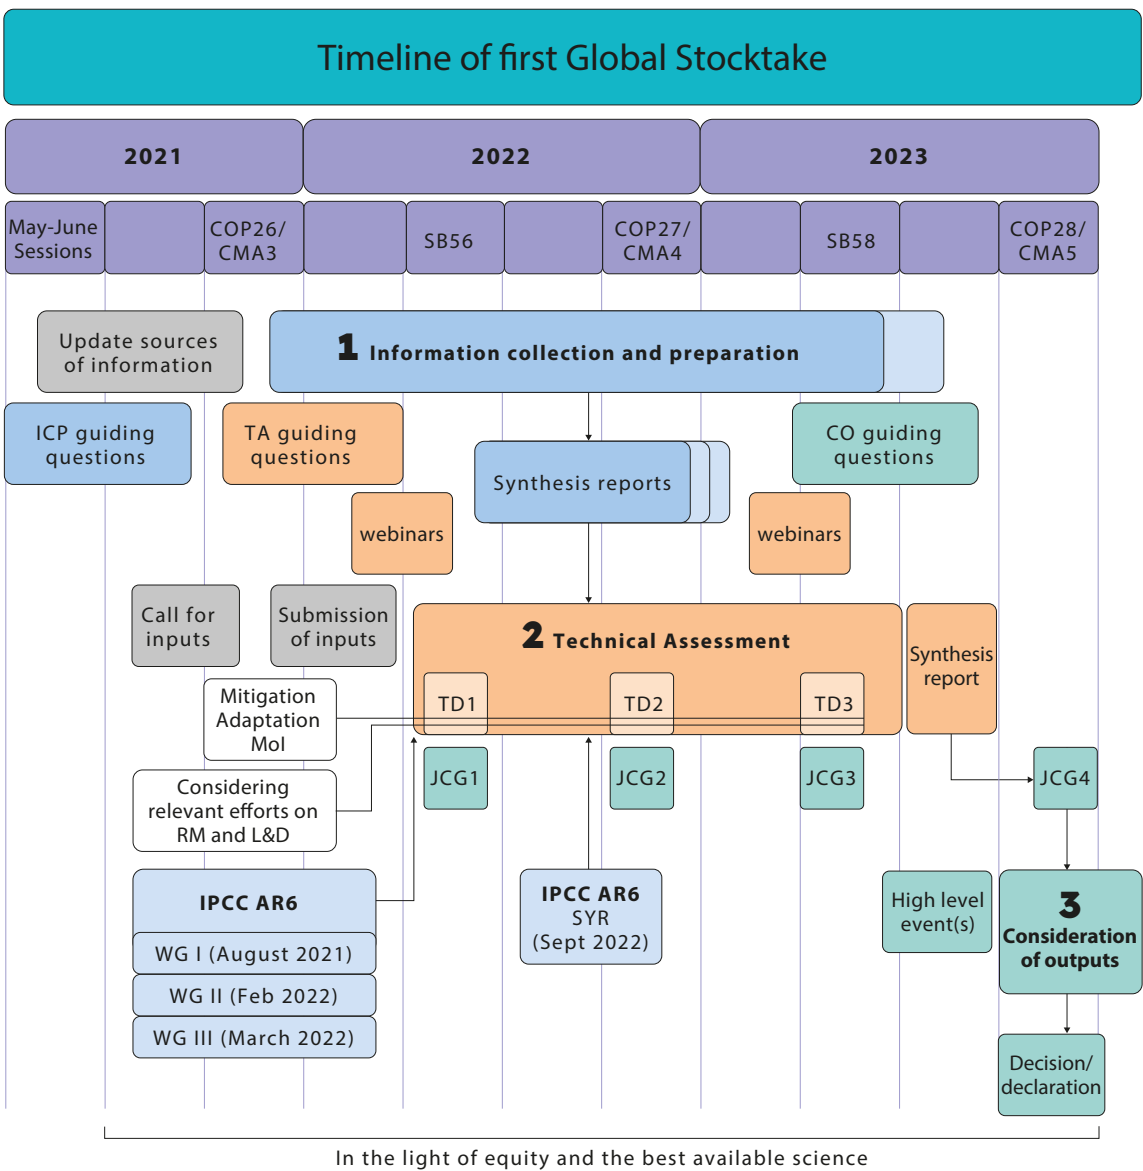 Timeline of first Global Stocktake
2021
2022
2023
May-June
Sessions
COP26/
CMA3
SB56
COP27/
CMA4
SB58
COP28/
CMA5
Update sources
of information
1 Information collection and preparation
ICP guiding
questions
TA guiding
questions
Synthesis reports
CO guiding
questions
webinars
webinars
Call for
inputs
Submission
of inputs
2 Technical Assessment
Synthesis
report
Mitigation
Adaptation
MoI
TD1
TD2
TD3
Considering
relevant efforts on
RM and L&D
JCG1
JCG2
JCG3
JCG4
IPCC AR6
WG I (August 2021)
WG II (Feb 2022)
WG III (March 2022)
IPCC AR6
SYR
(Sept 2022)
High level
event(s)
3
Consideration
of outputs
Decision/
declaration
In the light of equity and the best available science